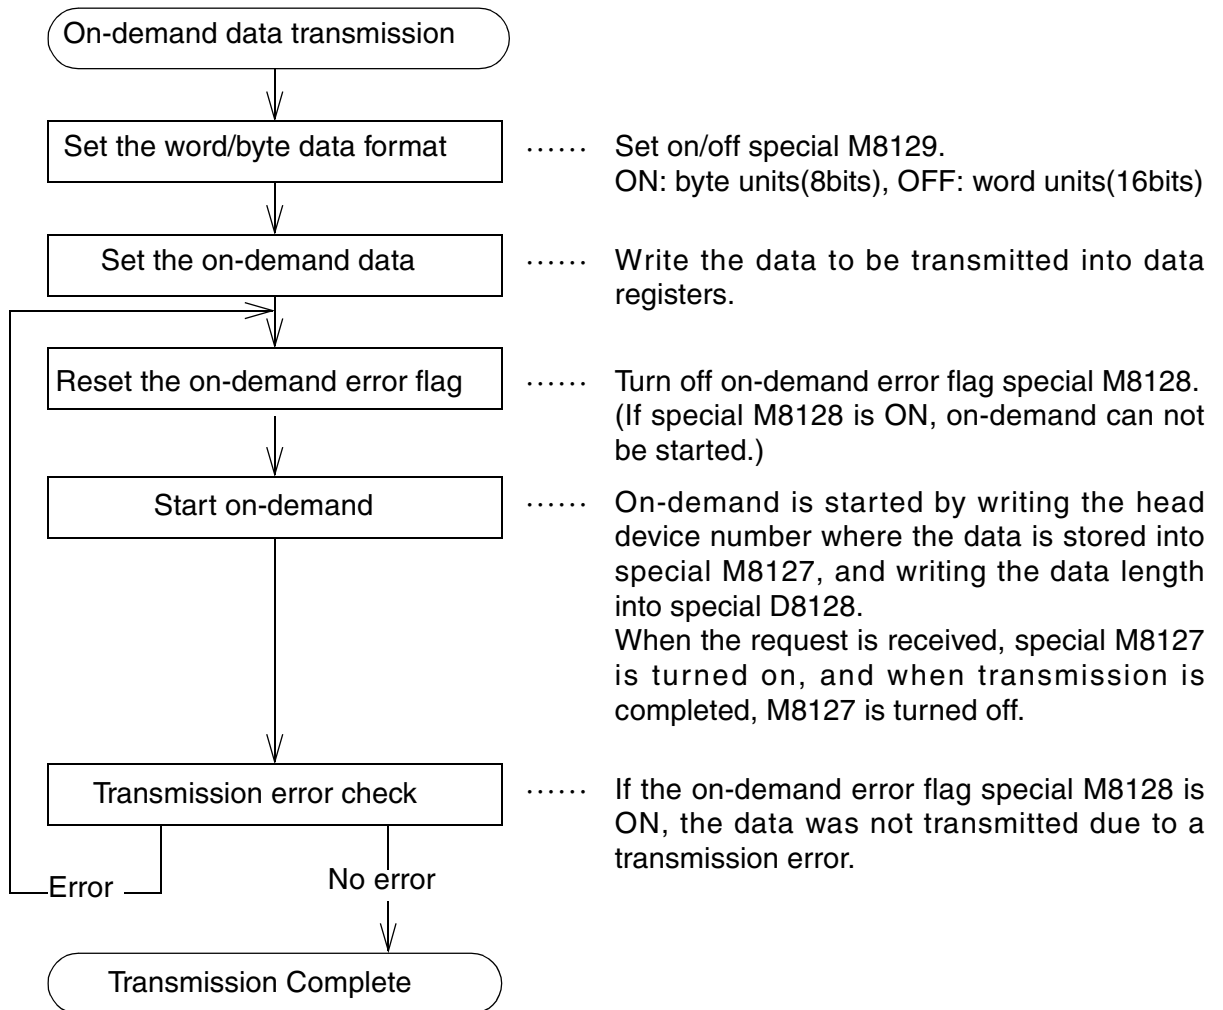 On-demand data transmission
Set the word/byte data format
······ Set on/off special M8129.
ON: byte units(8bits), OFF: word units(16bits)
Set the on-demand data
······ Write the data to be transmitted into data
registers.
Reset the on-demand error flag
······ Turn off on-demand error flag special M8128.
(If special M8128 is ON, on-demand can not
be started.)
Start on-demand
······ On-demand is started by writing the head
device number where the data is stored into
special M8127, and writing the data length
into special D8128.
When the request is received, special M8127
is turned on, and when transmission is
completed, M8127 is turned off.
Transmission error check
······ If the on-demand error flag special M8128 is
ON, the data was not transmitted due to a
transmission error.
Error
No error
Transmission Complete